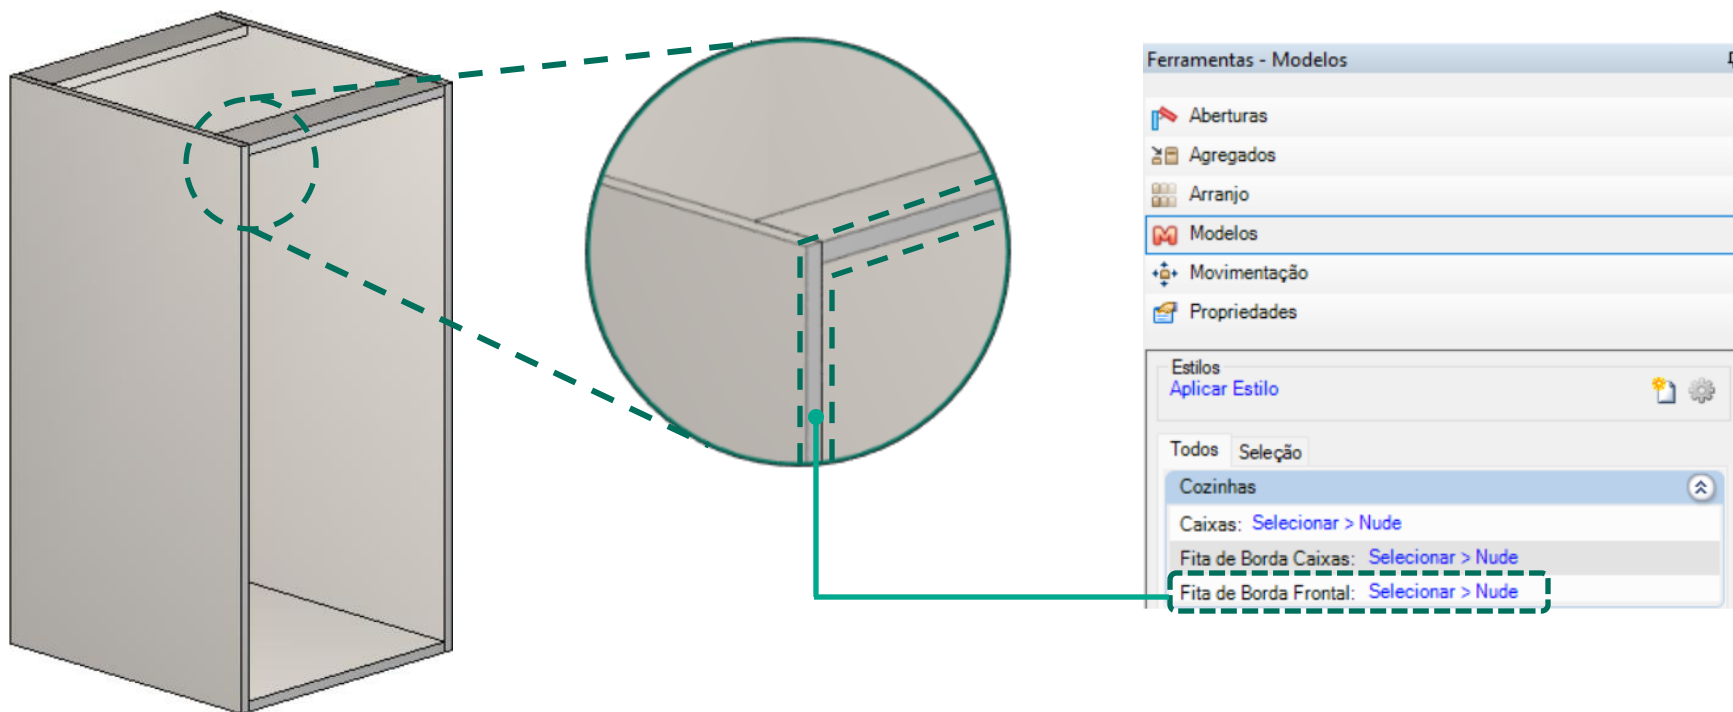 Ferramentas - Modelos
Aberturas
Agregados
Arranjo
Modelos
Movimentação
Propriedades
Estilos
Aplicar Estilo
Todos Seleção
Cozinhas
Caixas: Selecionar > Nude
Fita de Borda Caixas: Selecionar > Nude
Fita de Borda Frontal: Selecionar > Nude